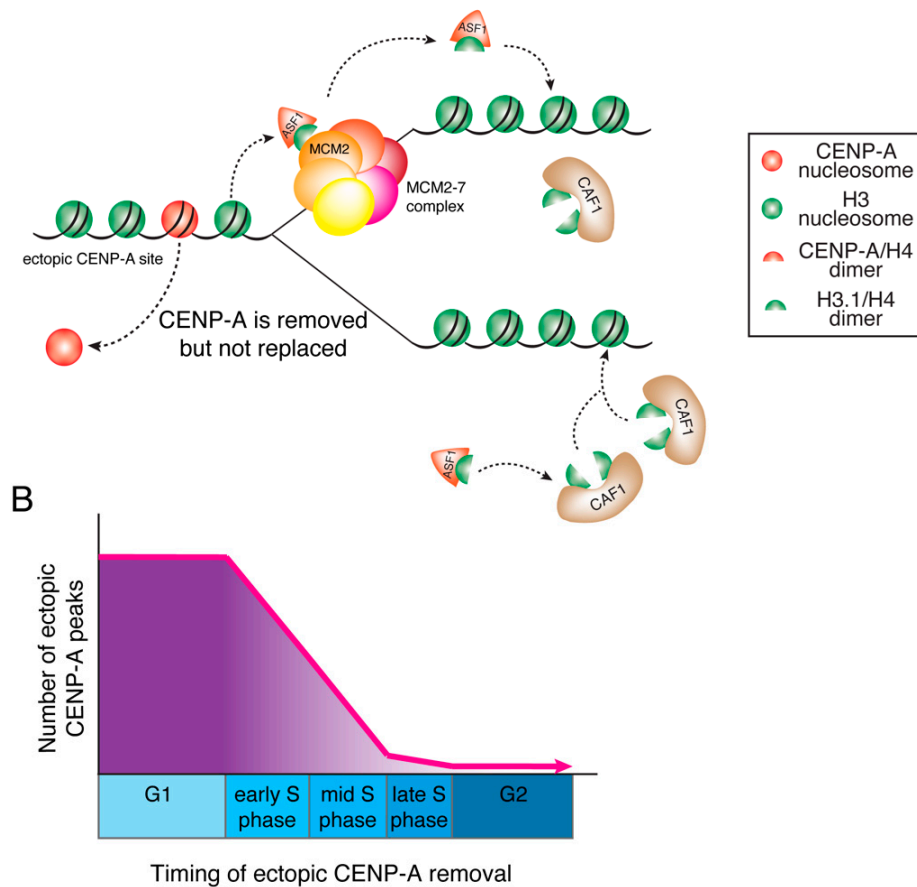 ASF1
ASF1
MCM2
MCM2-7
complex
CAF1
ectopic CENP-A site
CENP-A is removed
but not replaced
CENP-A
nucleosome
H3
nucleosome
CENP-A/H4
dimer
H3.1/H4
dimer
CAF1
ASF1
CAF1
B
Number of ectopic
CENP-A peaks
G1
early S
phase
mid S
phase
late S
phase
G2
Timing of ectopic CENP-A removal